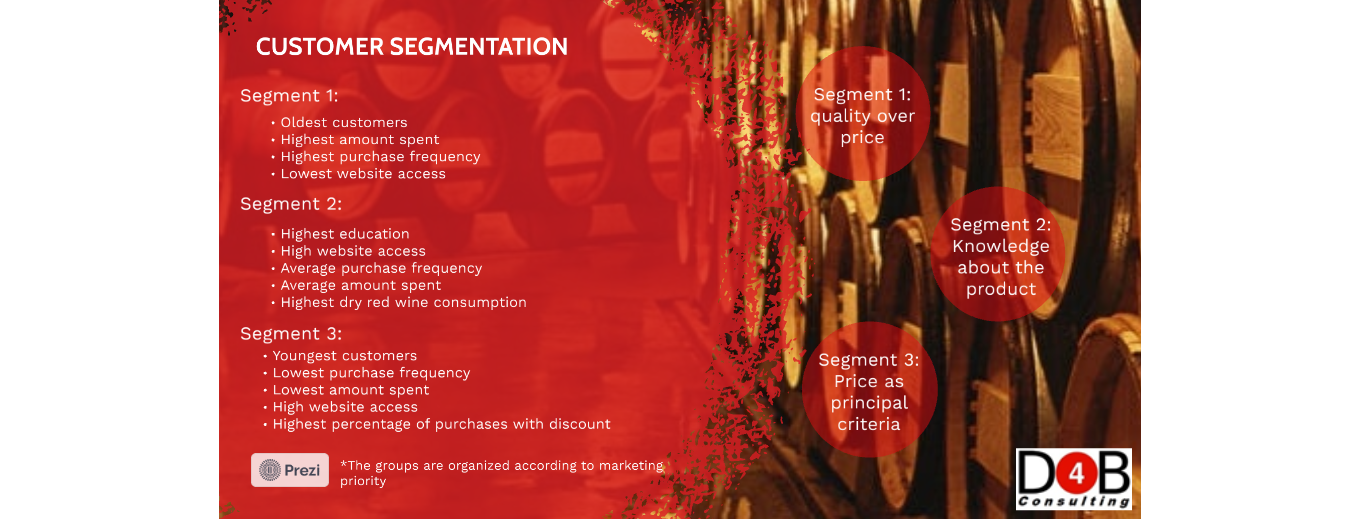 CUSTOMER SEGMENTATION
Segment 1:
• Oldest customers
• Highest amount spent
• Highest purchase frequency
• Lowest website access
Segment 2:
• Highest education
• High website access
• Average purchase frequency
• Average amount spent
• Highest dry red wine consumption
Segment 3:
• Youngest customers
• Lowest purchase frequency
• Lowest amount spent
• High website access
• Highest percentage of purchases with discount
Prezi
*The groups are organized according to marketing
priority
Segment 1:
quality over
price
Segment 2:
Knowledge
about the
product
Segment 3:
Price as
principal
criteria
D4B
Consulting